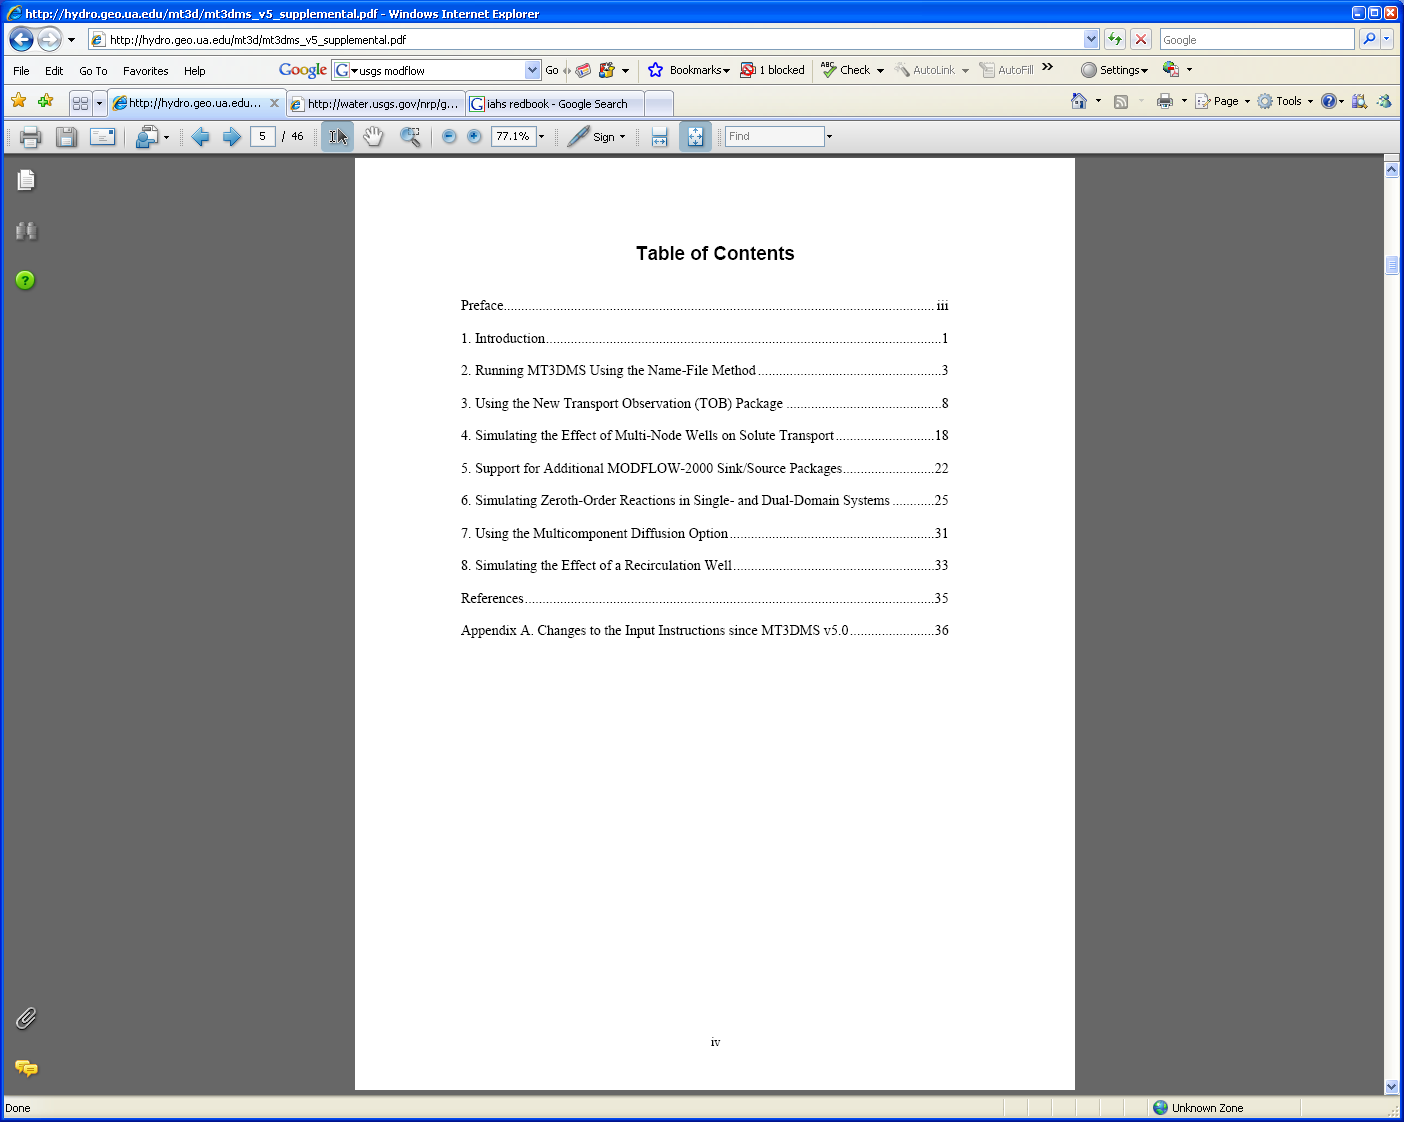 http://hydro.geo.ua.edu/mt3d/mt3dms_v5_supplemental.pdf - Windows Internet Explorer
http://hydro.geo.ua.edu/mt3d/mt3dms_v5_supplemental.pdf Google
File Edit Go To Favorites Help Google G usgs modflow Go Bookmarks 1 blocked ABC Check AutoLink AutoFill » Settings
http://hydro.geo.ua.edu... http://water.usgs.gov/nrp/g... G iahs redbook - Google Search Page Tools
5 / 46 77.1% Sign Find
Table of Contents
Preface.......................................................................................................................... iii
1. Introduction................................................................................................................1
2. Running MT3DMS Using the Name-File Method ....................................................3
3. Using the New Transport Observation (TOB) Package ............................................8
4. Simulating the Effect of Multi-Node Wells on Solute Transport............................18
5. Support for Additional MODFLOW-2000 Sink/Source Packages..........................22
6. Simulating Zeroth-Order Reactions in Single- and Dual-Domain Systems ............25
7. Using the Multicomponent Diffusion Option..........................................................31
8. Simulating the Effect of a Recirculation Well.........................................................33
References....................................................................................................................35
Appendix A. Changes to the Input Instructions since MT3DMS v5.0........................36
iv
Done Unknown Zone